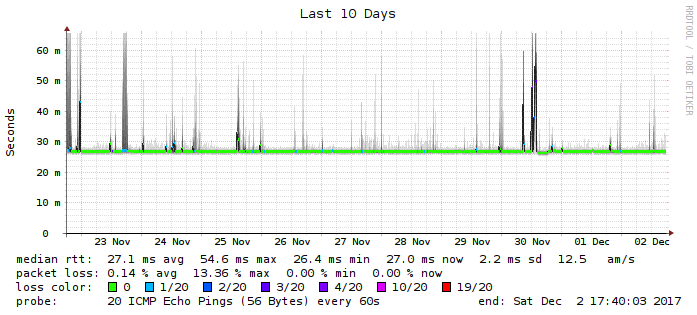 Last 10 Days
RRDTOOL / TOBI OETIKER
Seconds
60 m
50 m
40 m
30 m
20 m
10 m
0
23 Nov 24 Nov 25 Nov 26 Nov 27 Nov 28 Nov 29 Nov 30 Nov 01 Dec 02 Dec
median rtt: 27.1 ms avg 54.6 ms max 26.4 ms min 27.0 ms now 2.2 ms sd 12.5 am/s
packet loss: 0.14 % avg 13.36 % max 0.00 % min 0.00 % now
loss color: 0 1/20 2/20 3/20 4/20 10/20 19/20
probe: 20 ICMP Echo Pings (56 Bytes) every 60s end: Sat Dec 2 17:40:03 2017